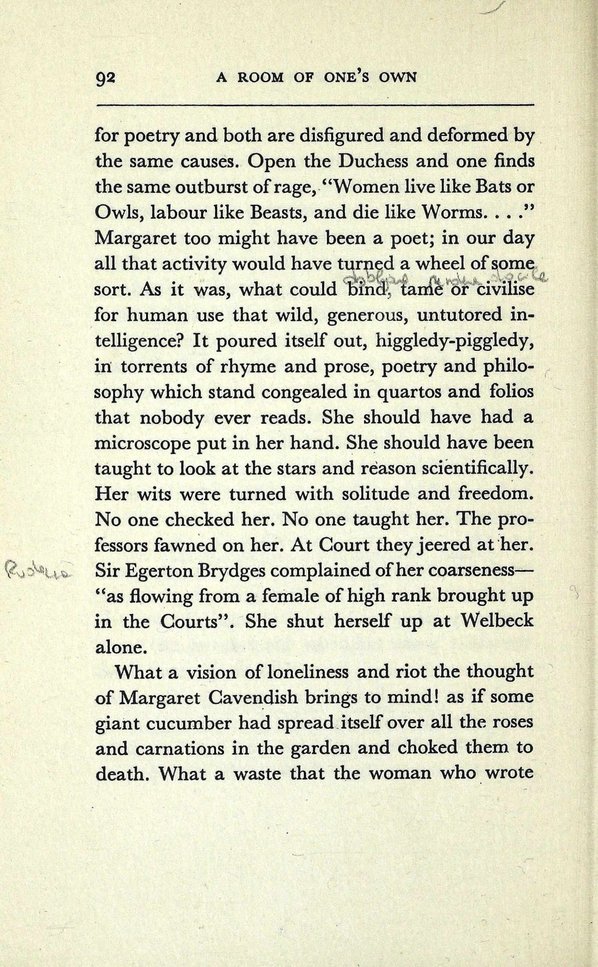 92 A ROOM OF ONE'S OWN
for poetry and both are disfigured and deformed by
the same causes. Open the Duchess and one finds
the same outburst of rage, “Women live like Bats or
Owls, labour like Beasts, and die like Worms. . . .”
Margaret too might have been a poet; in our day
all that activity would have turned a wheel of some
sort. As it was, what could bind, tame or civilise
for human use that wild, generous, untutored in-
telligence? It poured itself out, higgledy-piggledy,
in torrents of rhyme and prose, poetry and philo-
sophy which stand congealed in quartos and folios
that nobody ever reads. She should have had a
microscope put in her hand. She should have been
taught to look at the stars and reason scientifically.
Her wits were turned with solitude and freedom.
No one checked her. No one taught her. The pro-
fessors fawned on her. At Court they jeered at her.
Sir Egerton Brydges complained of her coarseness—
“as flowing from a female of high rank brought up
in the Courts”. She shut herself up at Welbeck
alone.
What a vision of loneliness and riot the thought
of Margaret Cavendish brings to mind! as if some
giant cucumber had spread itself over all the roses
and carnations in the garden and choked them to
death. What a waste that the woman who wrote